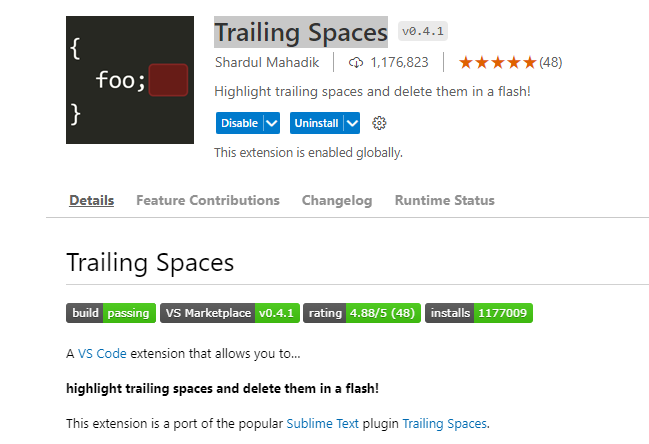 {
foo;
}
Trailing Spaces v0.4.1
Shardul Mahadik 1,176,823 (48)
Highlight trailing spaces and delete them in a flash!
Disable Uninstall
This extension is enabled globally.
Details Feature Contributions Changelog Runtime Status
Trailing Spaces
build passing VS Marketplace v0.4.1 rating 4.88/5 (48) installs 1177009
A VS Code extension that allows you to...
highlight trailing spaces and delete them in a flash!
This extension is a port of the popular Sublime Text plugin Trailing Spaces.